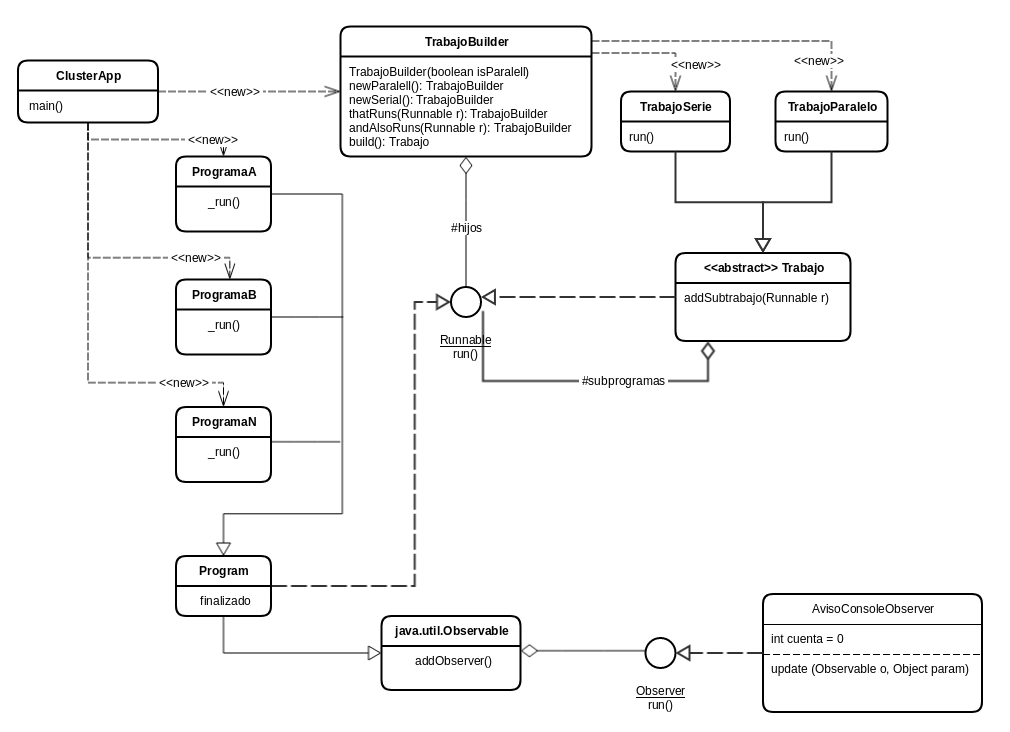 ClusterApp
main()
<<new>>
TrabajoBuilder
TrabajoBuilder(boolean isParalell)
newParalell(): TrabajoBuilder
newSerial(): TrabajoBuilder
thatRuns(Runnable r): TrabajoBuilder
andAlsoRuns(Runnable r): TrabajoBuilder
build(): Trabajo
<<new>>
<<new>>
TrabajoSerie
run()
TrabajoParalelo
run()
<<new>>
ProgramaA
_run()
<<new>>
ProgramaB
_run()
<<new>>
ProgramaN
_run()
#hijos
Runnable
run()
<<abstract>> Trabajo
addSubtrabajo(Runnable r)
#subprogramas
Program
finalizado
java.util.Observable
addObserver()
Observer
run()
AvisoConsoleObserver
int cuenta = 0
update (Observable o, Object param)